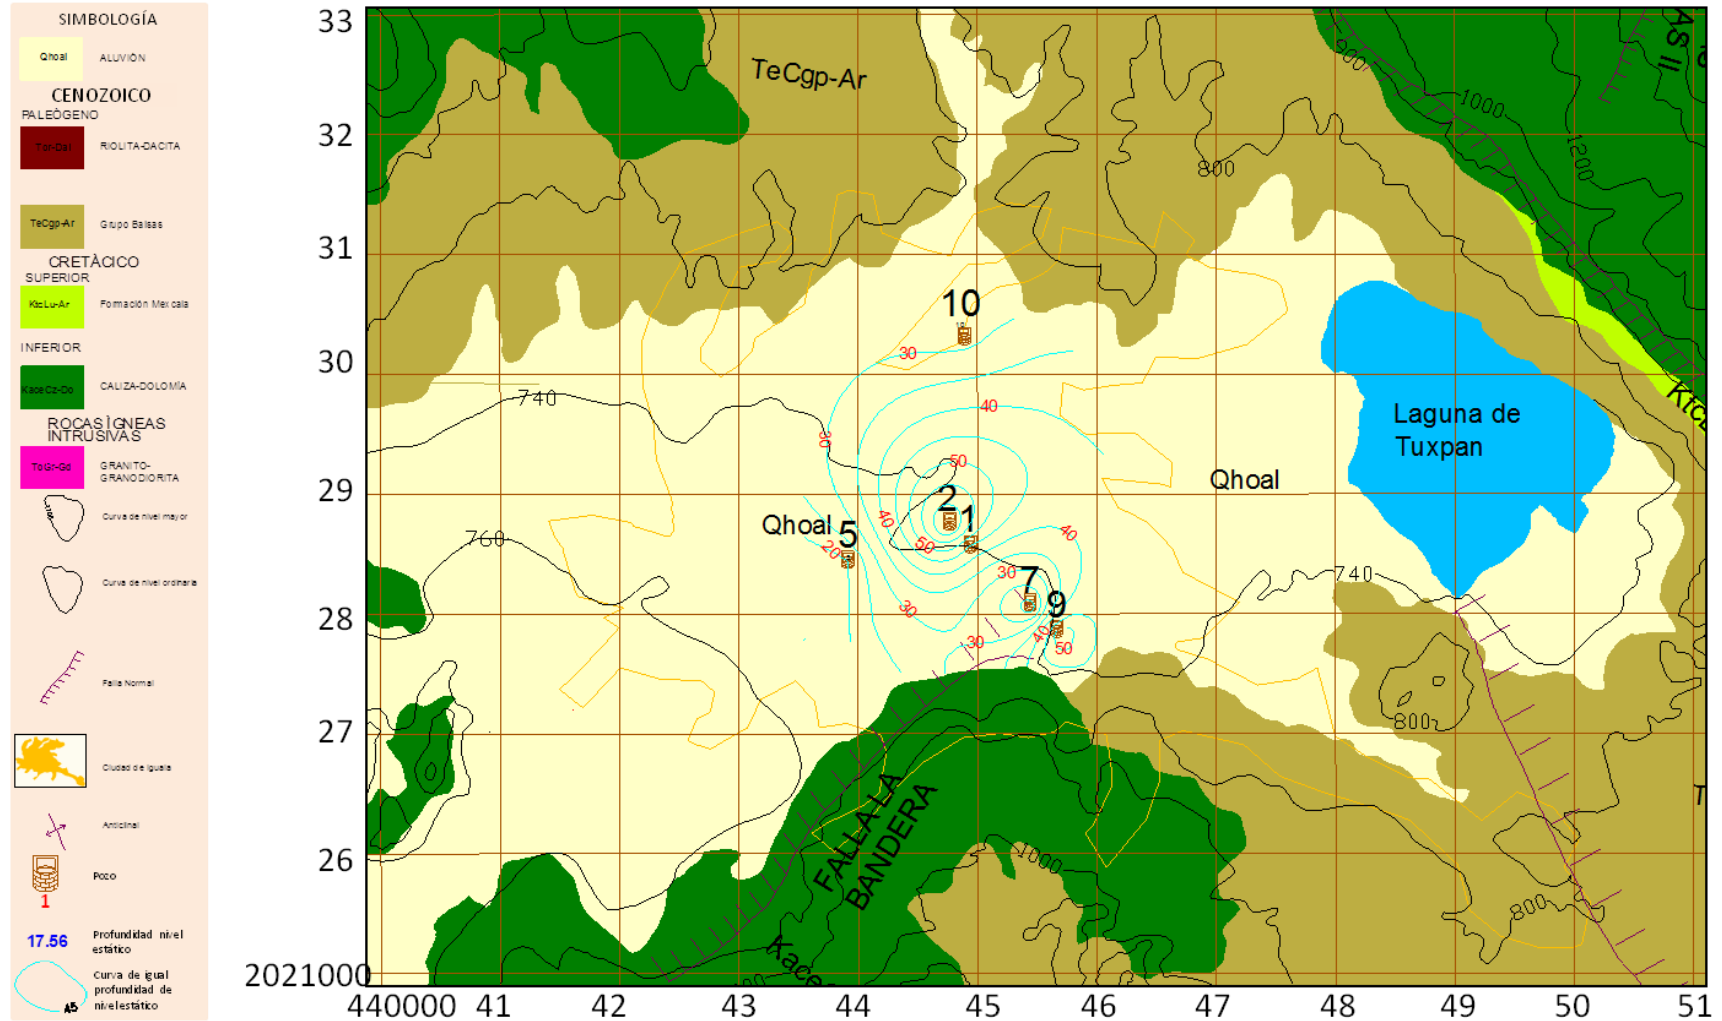 SIMBOLOGÍA
Qhoal ALUVIÓN
CENOZOICO
PALEÓGENO
RIOLITA-DACITA
TeCgp-Ar Grupo Balsas
CRETÀCICO
SUPERIOR
KtcLu-Ar Formación Mexcala
INFERIOR
KaceCz-Do CALIZA-DOLOMÍA
ROCAS ÌGNEAS
INTRUSIVAS
ToGr-Gd GRANITO-
GRANODIORITA
Curva de nivel mayor
Curva de nivel ordinaria
Falla Normal
Ciudad de Iguala
Anticlinal
Pozo
1
17.56 Profundidad nivel
estático
Curva de igual
profundidad de
nivel estático
A5
33
32
31
30
29
28
27
26
2021000
440000 41 42 43 44 45 46 47 48 49 50 51
TeCgp-Ar
AS II
900
1000
1200
800
10
30
740
40
30
50
Laguna de
Tuxpan
Qhoal
2
1
Qhoal
5
40
50
40
760
20
30
7
740
9
30
30
40
50
800
FALLA LA
BANDERA
1000
800
Kace
T